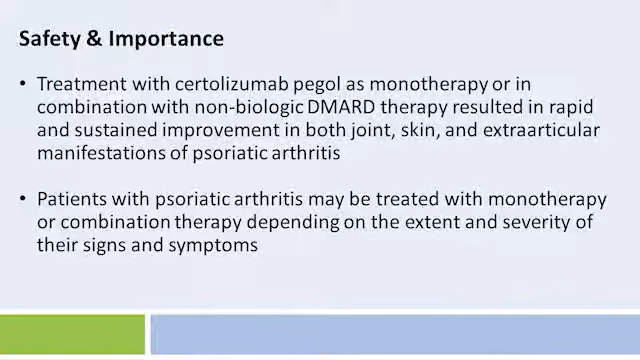 Safety & Importance
• Treatment with certolizumab pegol as monotherapy or in
combination with non-biologic DMARD therapy resulted in rapid
and sustained improvement in both joint, skin, and extraarticular
manifestations of psoriatic arthritis
• Patients with psoriatic arthritis may be treated with monotherapy
or combination therapy depending on the extent and severity of
their signs and symptoms